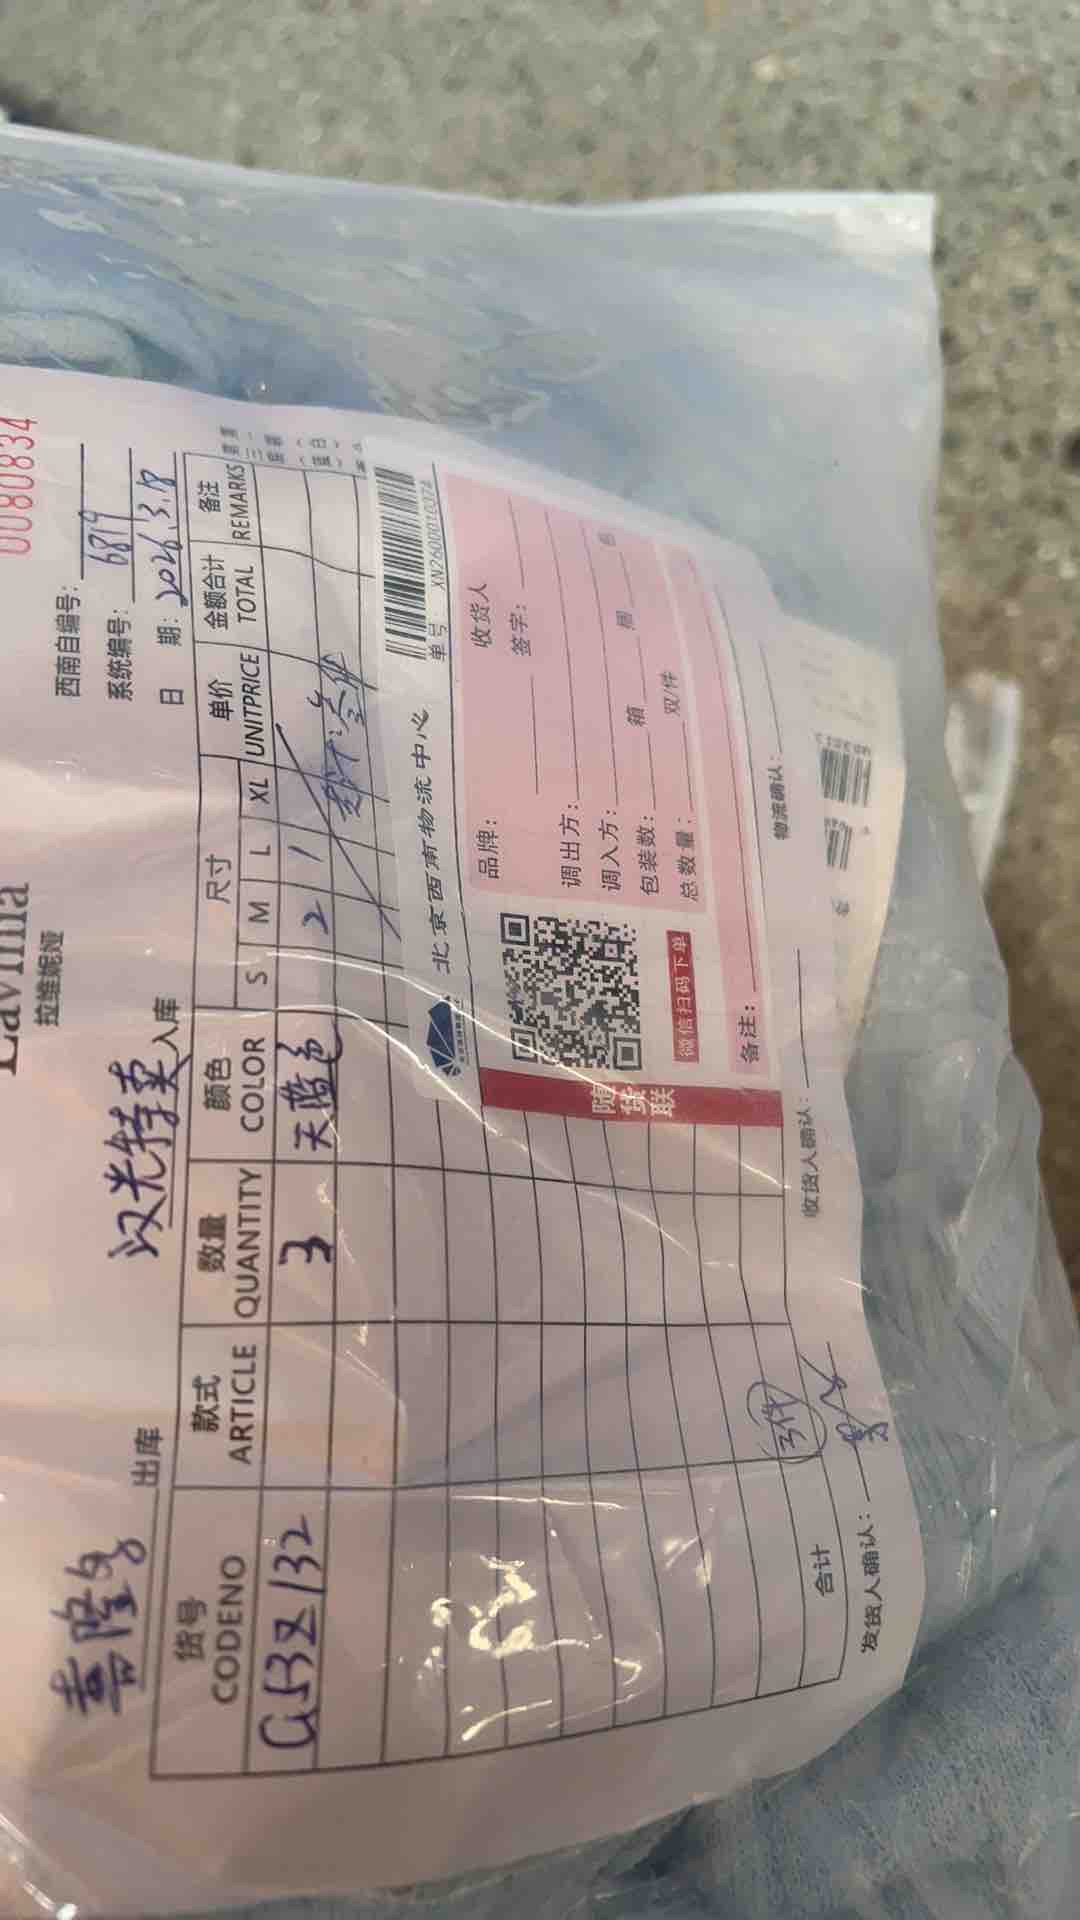 Lavinia
拉维妮娅
0080834
西南自编号：
系统编号： 6819
日 期： 2026.3.18
喜隆多 出库 汉光特卖 入库
货号 款式 数量 颜色 尺寸 单价 金额合计 备注
CODENO ARTICLE QUANTITY COLOR S M L XL UNITPRICE TOTAL REMARKS
3 天蓝色 2 1
北京西南物流中心 单号： XN2600010074
品牌： 收货人
签字：
调出方：
调入方：
包装数： 箱 捆 包
总数量： 双/件
微信扫码下单
随货联
备注：
合计 3件
发货人确认： 收货人确认： 物流确认：